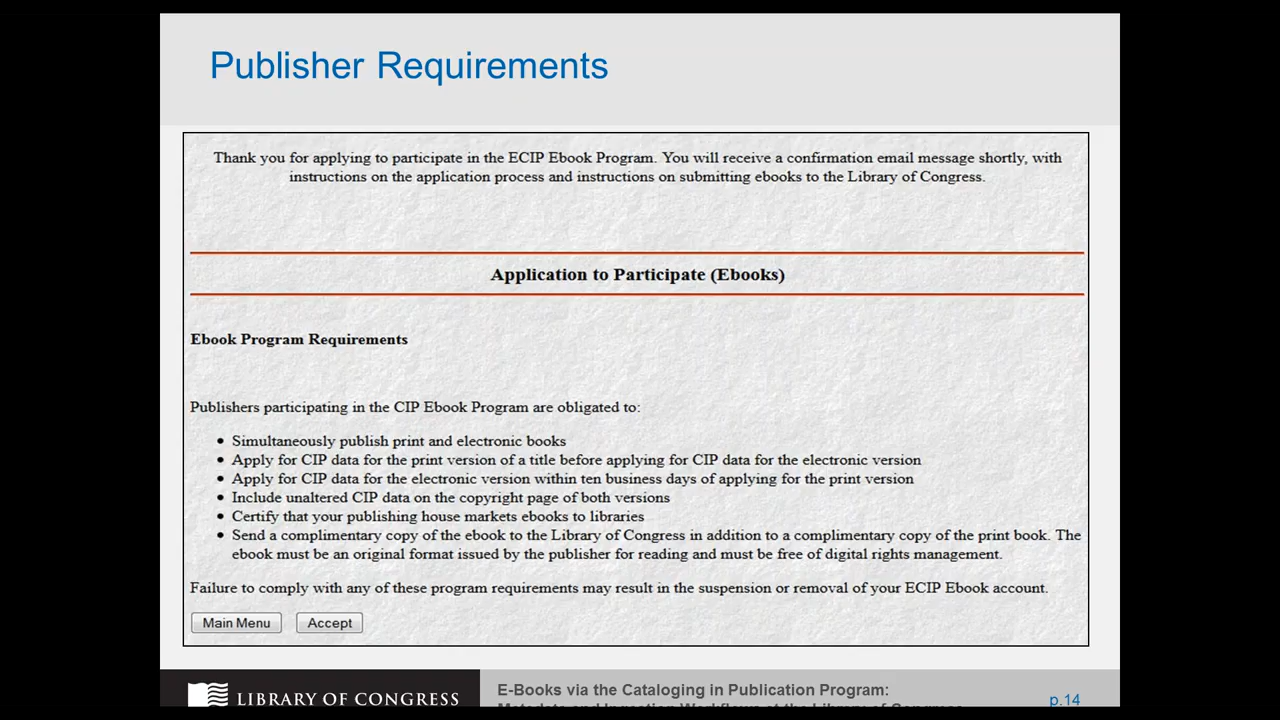 Publisher Requirements
Thank you for applying to participate in the ECIP Ebook Program. You will receive a confirmation email message shortly, with
instructions on the application process and instructions on submitting ebooks to the Library of Congress.
Application to Participate (Ebooks)
Ebook Program Requirements
Publishers participating in the CIP Ebook Program are obligated to:
• Simultaneously publish print and electronic books
• Apply for CIP data for the print version of a title before applying for CIP data for the electronic version
• Apply for CIP data for the electronic version within ten business days of applying for the print version
• Include unaltered CIP data on the copyright page of both versions
• Certify that your publishing house markets ebooks to libraries
• Send a complimentary copy of the ebook to the Library of Congress in addition to a complimentary copy of the print book. The
ebook must be an original format issued by the publisher for reading and must be free of digital rights management.
Failure to comply with any of these program requirements may result in the suspension or removal of your ECIP Ebook account.
Main Menu Accept
LIBRARY OF CONGRESS
E-Books via the Cataloging in Publication Program:
Metadata and Ingestion Workflows at the Library of Congress
p.14